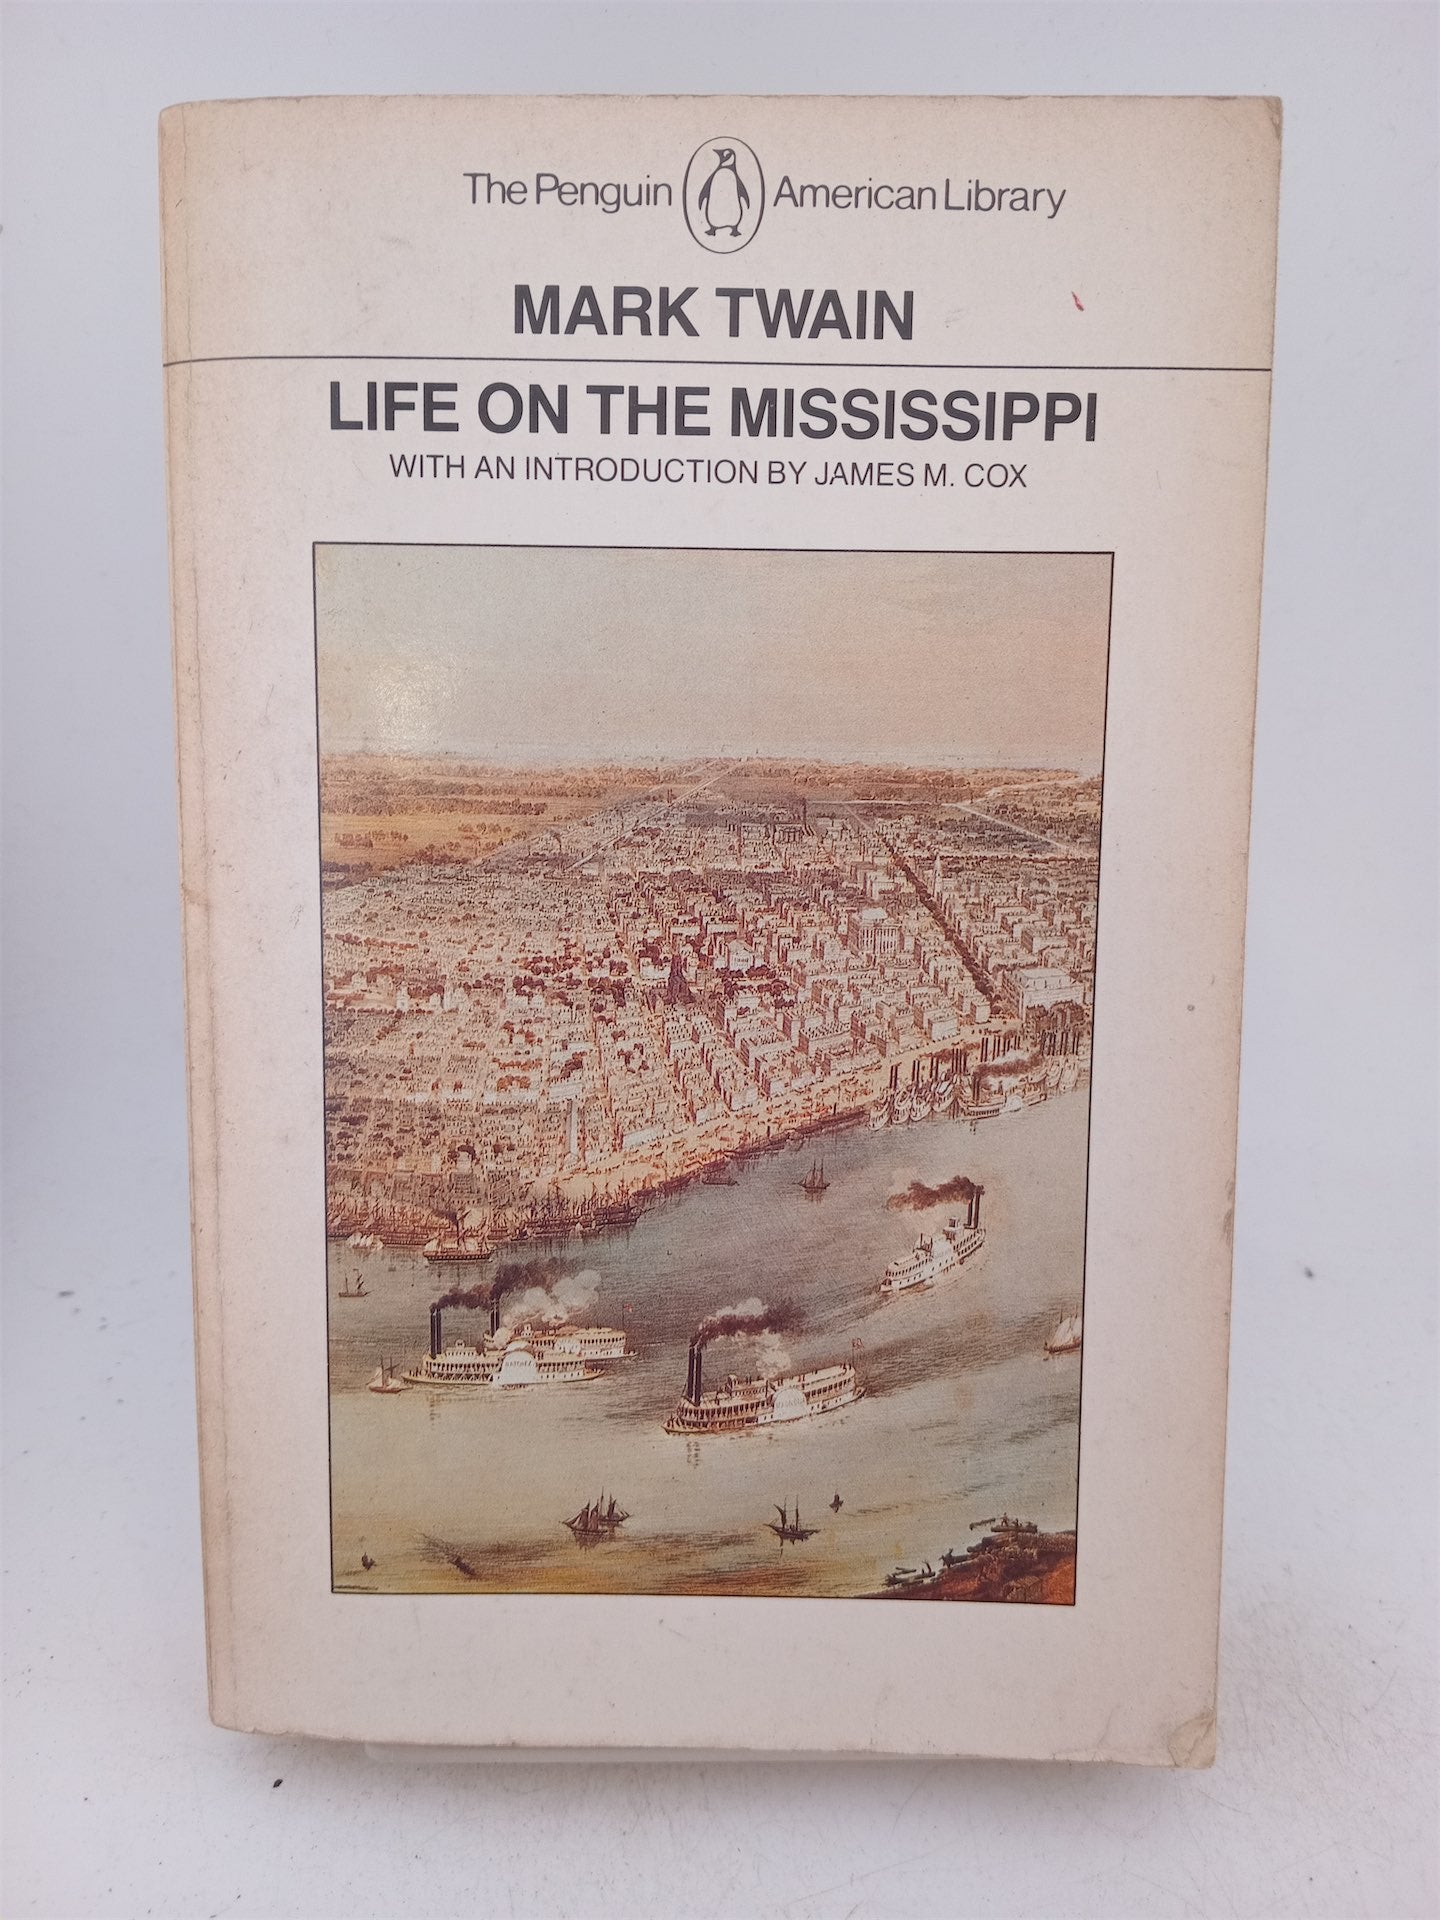 The Penguin American Library
MARK TWAIN
LIFE ON THE MISSISSIPPI
WITH AN INTRODUCTION BY JAMES M. COX